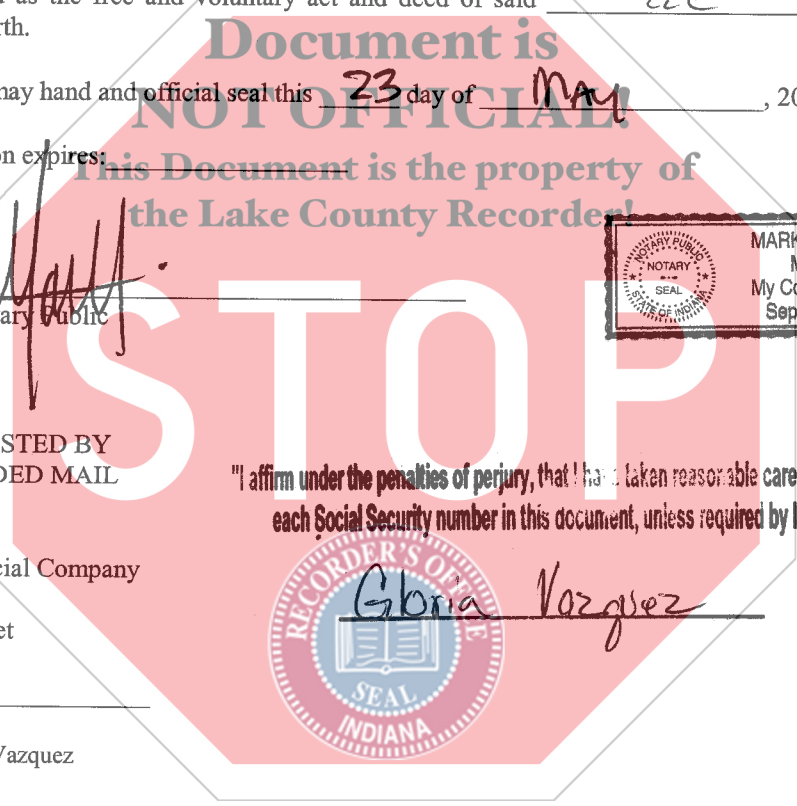 d as the free and voluntary act and deed of said LLC
rth.
Document is
may hand and official seal this 23 day of MAY, 20
NOT OFFICIAL!
on expires:
This Document is the property of
the Lake County Recorder!
MARK
NOTARY PUBLIC
NOTARY
SEAL
STATE OF INDIANA
M
My Co
Sep
ary Public
STOP
STED BY
DED MAIL
"I affirm under the penalties of perjury, that I have taken reasonable care
each Social Security number in this document, unless required by l
cial Company
RECORDER'S OFFICE
Gloria Vazquez
et
SEAL
INDIANA
Vazquez